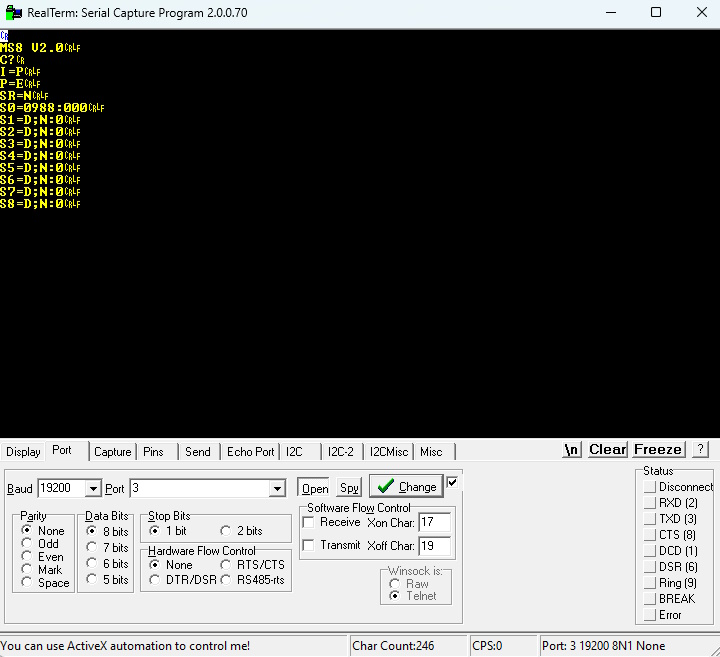 RealTerm: Serial Capture Program 2.0.0.70
CR
MS8 V2.0CRLF
C?CR
I=PCRLF
P=ECRLF
SR=NCRLF
S0=0988:000CRLF
S1=D;N:0CRLF
S2=D;N:0CRLF
S3=D;N:0CRLF
S4=D;N:0CRLF
S5=D;N:0CRLF
S6=D;N:0CRLF
S7=D;N:0CRLF
S8=D;N:0CRLF
Display Port Capture Pins Send Echo Port I2C I2C-2 I2CMisc Misc \n Clear Freeze ?
Baud 19200 Port 3 Open Spy Change
Parity
None
Odd
Even
Mark
Space
Data Bits
8 bits
7 bits
6 bits
5 bits
Stop Bits
1 bit 2 bits
Hardware Flow Control
None RTS/CTS
DTR/DSR RS485-rts
Software Flow Control
Receive Xon Char: 17
Transmit Xoff Char: 19
Winsock is:
Raw
Telnet
Status
Disconnect
RXD (2)
TXD (3)
CTS (8)
DCD (1)
DSR (6)
Ring (9)
BREAK
Error
You can use ActiveX automation to control me! Char Count:246 CPS:0 Port: 3 19200 8N1 None